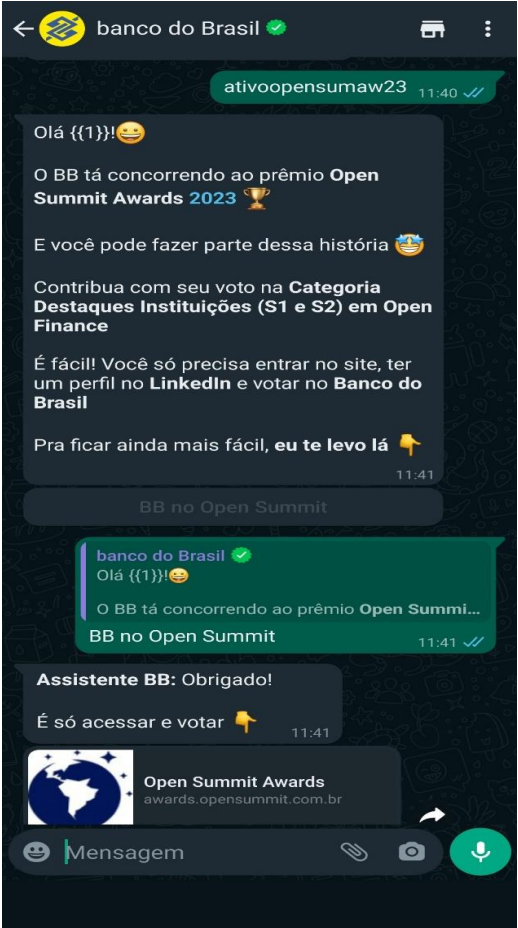 banco do Brasil
ativoopensumaw23 11:40
Olá {{1}}!😀
O BB tá concorrendo ao prêmio Open
Summit Awards 2023 🏆
E você pode fazer parte dessa história 🤩
Contribua com seu voto na Categoria
Destaques Instituições (S1 e S2) em Open
Finance
É fácil! Você só precisa entrar no site, ter
um perfil no LinkedIn e votar no Banco do
Brasil
Pra ficar ainda mais fácil, eu te levo lá 👇
11:41
BB no Open Summit
banco do Brasil
Olá {{1}}!😀
O BB tá concorrendo ao prêmio Open Summi...
BB no Open Summit
11:41
Assistente BB: Obrigado!
É só acessar e votar 👇
11:41
Open Summit Awards
awards.opensummit.com.br
Mensagem